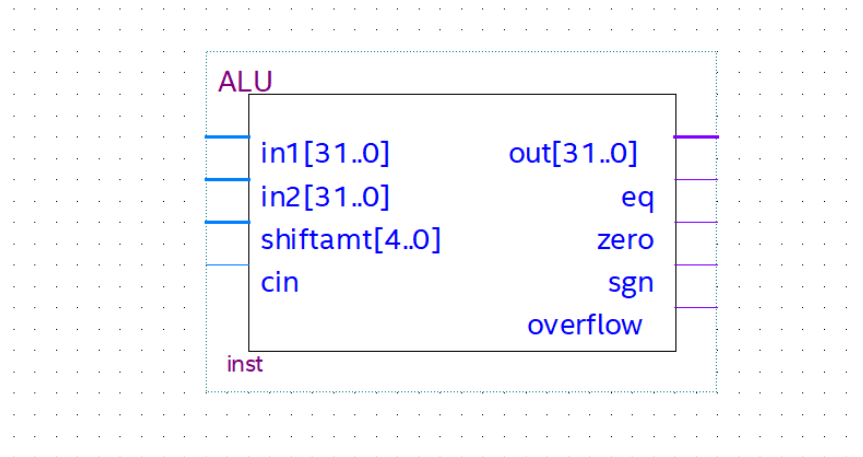 ALU
in1[31..0]
out[31..0]
in2[31..0]
eq
shiftamt[4..0]
zero
cin
sgn
overflow
inst